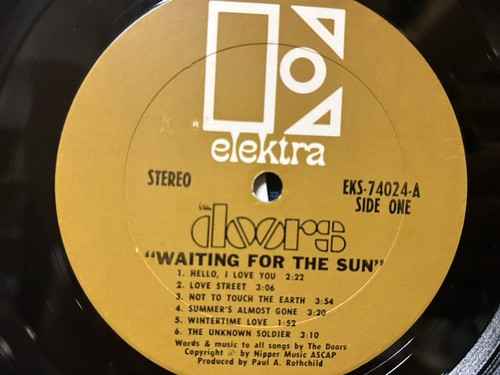 elektra
®
STEREO
EKS-74024-A
SIDE ONE
the doors
"WAITING FOR THE SUN"
1. HELLO, I LOVE YOU 2:22
2. LOVE STREET 3:06
3. NOT TO TOUCH THE EARTH 3:54
4. SUMMER'S ALMOST GONE 3:20
5. WINTERTIME LOVE 1:52
6. THE UNKNOWN SOLDIER 3:10
Words & music to all songs by The Doors
Copyright © by Nipper Music ASCAP
Produced by Paul A. Rothchild